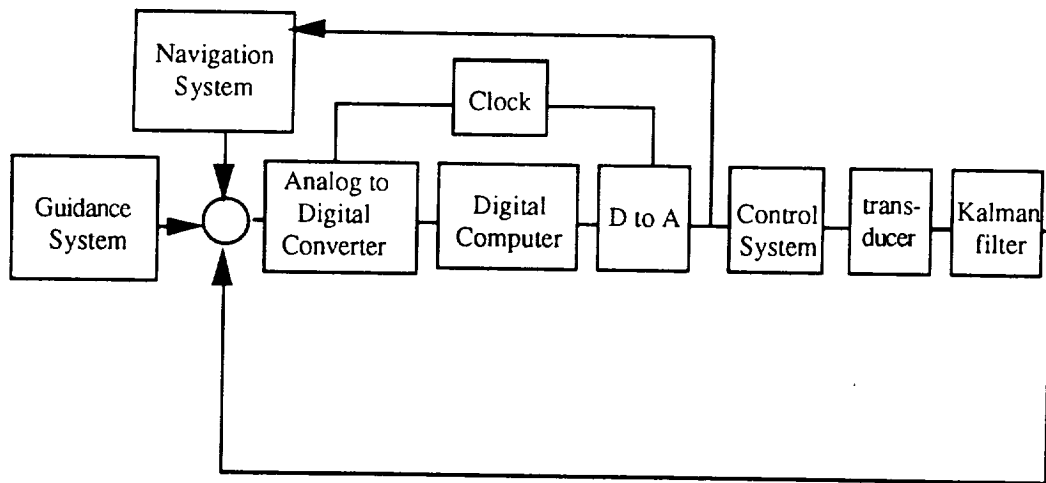 Navigation
System
Clock
Guidance
System
Analog to
Digital
Converter
Digital
Computer
D to A
Control
System
trans-
ducer
Kalman
filter